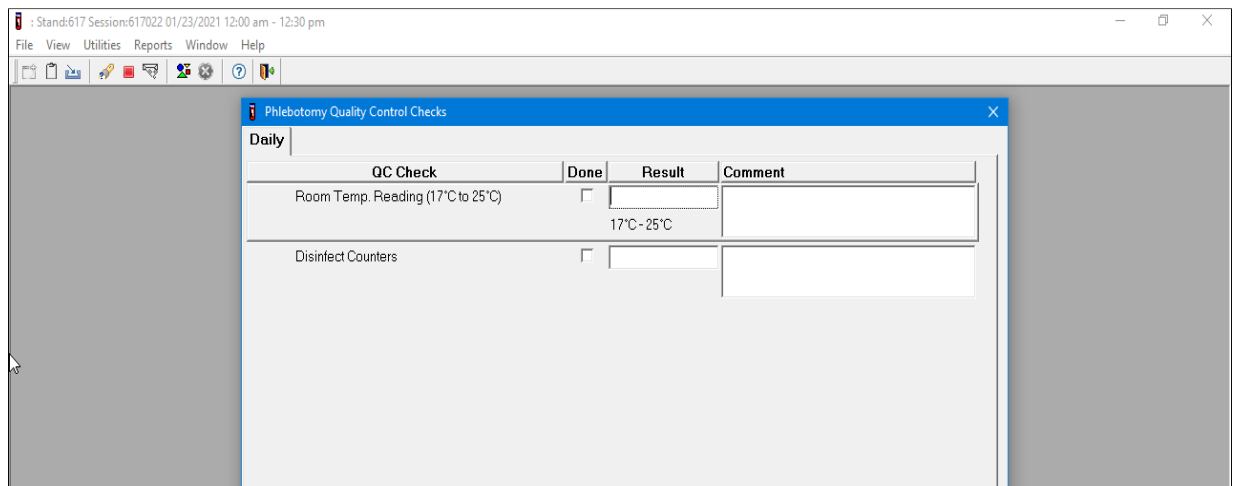 : Stand:617 Session:617022 01/23/2021 12:00 am - 12:30 pm
File View Utilities Reports Window Help
Phlebotomy Quality Control Checks
Daily
QC Check Done Result Comment
Room Temp. Reading (17°C to 25°C)
17°C - 25°C
Disinfect Counters